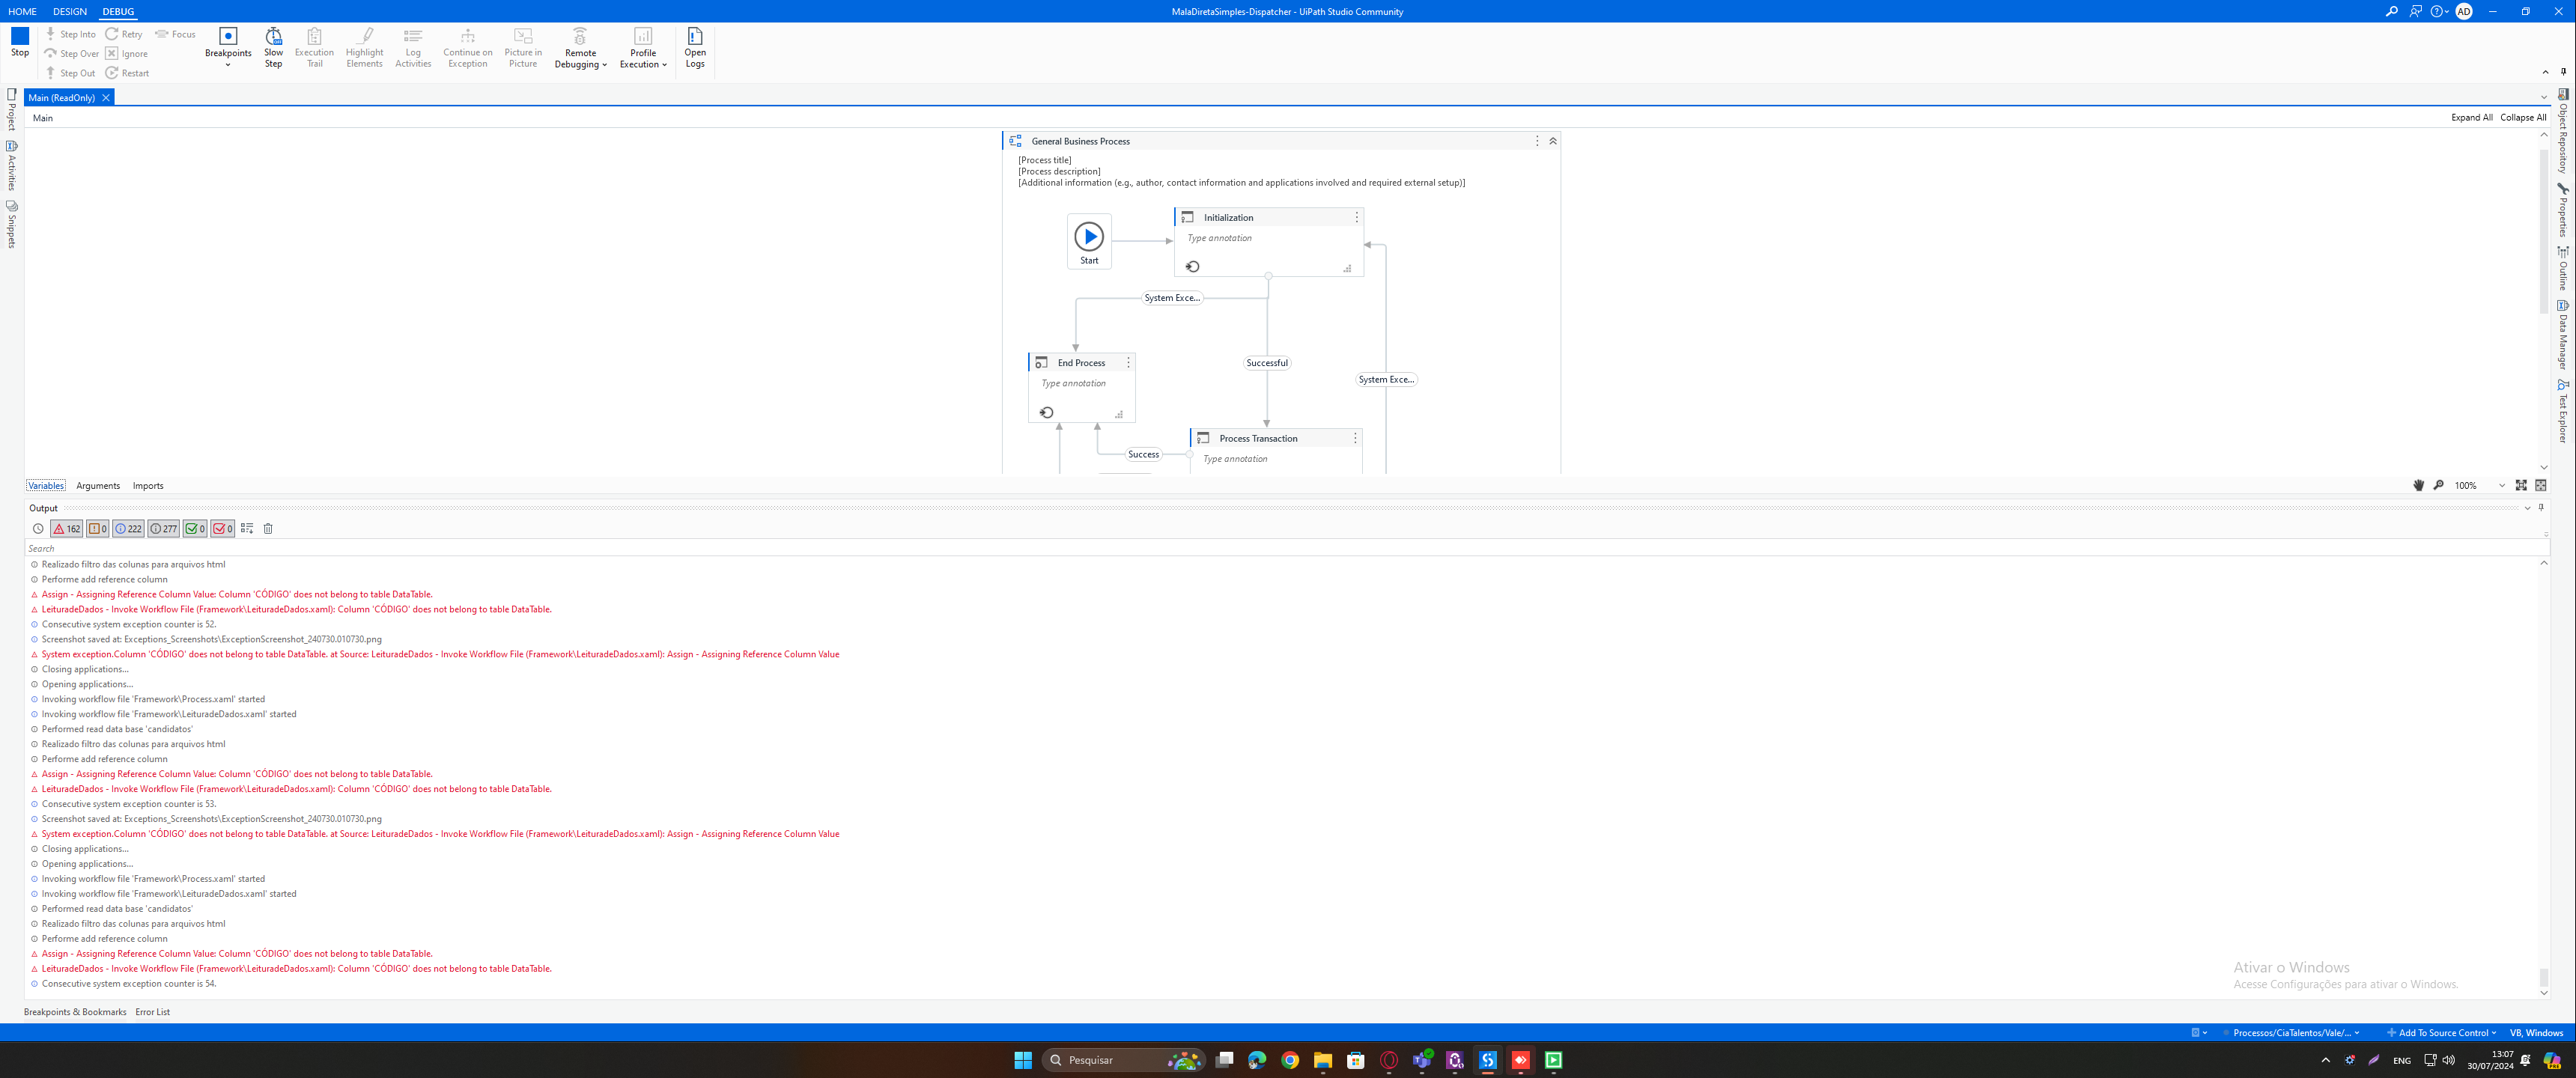 HOME DESIGN DEBUG
MalaDiretaSimples-Dispatcher - UiPath Studio Community
AD
Stop
Step Into
Step Over
Step Out
Retry
Ignore
Restart
Focus
Breakpoints
Slow Step
Execution Trail
Highlight Elements
Log Activities
Continue on Exception
Picture in Picture
Remote Debugging
Profile Execution
Open Logs
Project
Activities
Snippets
Main (ReadOnly)
Main
Expand All Collapse All
Object Repository
Properties
Outline
Data Manager
Test Explorer
General Business Process
[Process title]
[Process description]
[Additional information (e.g., author, contact information and applications involved and required external setup)]
Initialization
Type annotation
Start
System Exce...
End Process
Type annotation
Successful
System Exce...
Process Transaction
Success
Type annotation
Variables Arguments Imports
100%
Output
162 0 222 277 0 0
Search
Realizado filtro das colunas para arquivos html
Performe add reference column
Assign - Assigning Reference Column Value: Column 'CÓDIGO' does not belong to table DataTable.
LeituradeDados - Invoke Workflow File (Framework\LeituradeDados.xaml): Column 'CÓDIGO' does not belong to table DataTable.
Consecutive system exception counter is 52.
Screenshot saved at: Exceptions_Screenshots\ExceptionScreenshot_240730.010730.png
System exception.Column 'CÓDIGO' does not belong to table DataTable. at Source: LeituradeDados - Invoke Workflow File (Framework\LeituradeDados.xaml): Assign - Assigning Reference Column Value
Closing applications...
Opening applications...
Invoking workflow file 'Framework\Process.xaml' started
Invoking workflow file 'Framework\LeituradeDados.xaml' started
Performed read data base 'candidatos'
Realizado filtro das colunas para arquivos html
Performe add reference column
Assign - Assigning Reference Column Value: Column 'CÓDIGO' does not belong to table DataTable.
LeituradeDados - Invoke Workflow File (Framework\LeituradeDados.xaml): Column 'CÓDIGO' does not belong to table DataTable.
Consecutive system exception counter is 53.
Screenshot saved at: Exceptions_Screenshots\ExceptionScreenshot_240730.010730.png
System exception.Column 'CÓDIGO' does not belong to table DataTable. at Source: LeituradeDados - Invoke Workflow File (Framework\LeituradeDados.xaml): Assign - Assigning Reference Column Value
Closing applications...
Opening applications...
Invoking workflow file 'Framework\Process.xaml' started
Invoking workflow file 'Framework\LeituradeDados.xaml' started
Performed read data base 'candidatos'
Realizado filtro das colunas para arquivos html
Performe add reference column
Assign - Assigning Reference Column Value: Column 'CÓDIGO' does not belong to table DataTable.
LeituradeDados - Invoke Workflow File (Framework\LeituradeDados.xaml): Column 'CÓDIGO' does not belong to table DataTable.
Consecutive system exception counter is 54.
Ativar o Windows
Acesse Configurações para ativar o Windows.
Breakpoints & Bookmarks Error List
Processos/CiaTalentos/Vale/... Add To Source Control VB, Windows
Pesquisar
ENG
13:07
30/07/2024